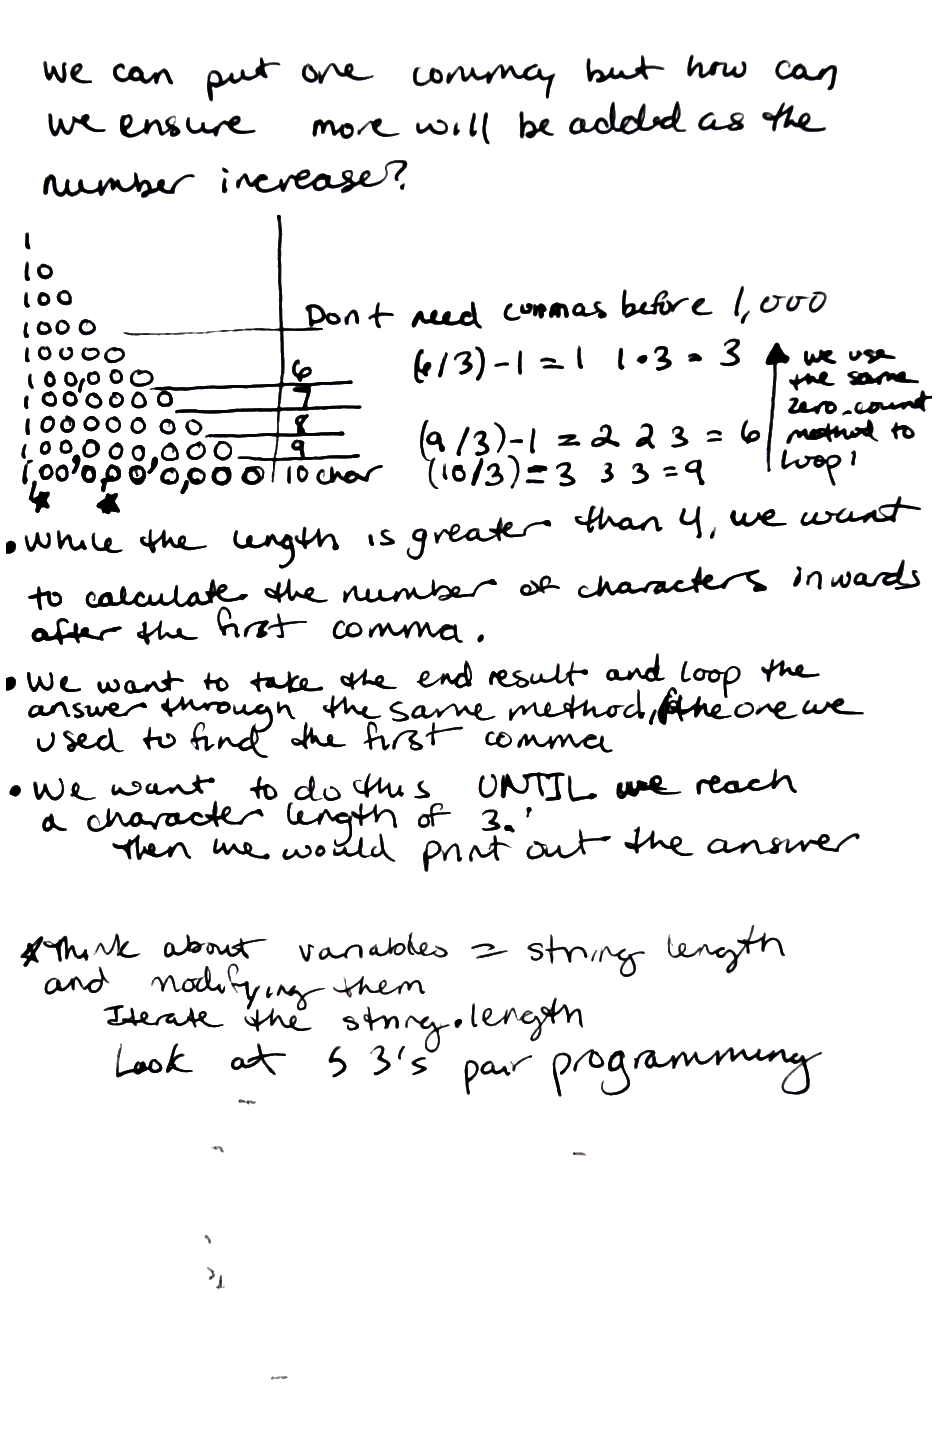 we can put one comma, but how can
we ensure more will be added as the
number increase?
1
10
100
1000
Don't need commas before 1,000
10000
100,000 6 (6/3)-1 = 1 1 • 3 = 3
we use
the same
zero-count
method to
loop!
1000000 7
10000000 8
100,000,000 9 (9/3)-1 = 2 2 3 = 6
1,000,000,000 10 char (10/3) = 3 3 3 = 9
• While the length is greater than 4, we want
to calculate the number of characters inwards
after the first comma.
• We want to take the end result and loop the
answer through the same method, the one we
used to find the first comma
• We want to do this UNTIL we reach
a character length of 3.
Then we would print out the answer
*Think about variables = string length
and modifying them
Iterate the string.length
Look at 5 3's pair programming